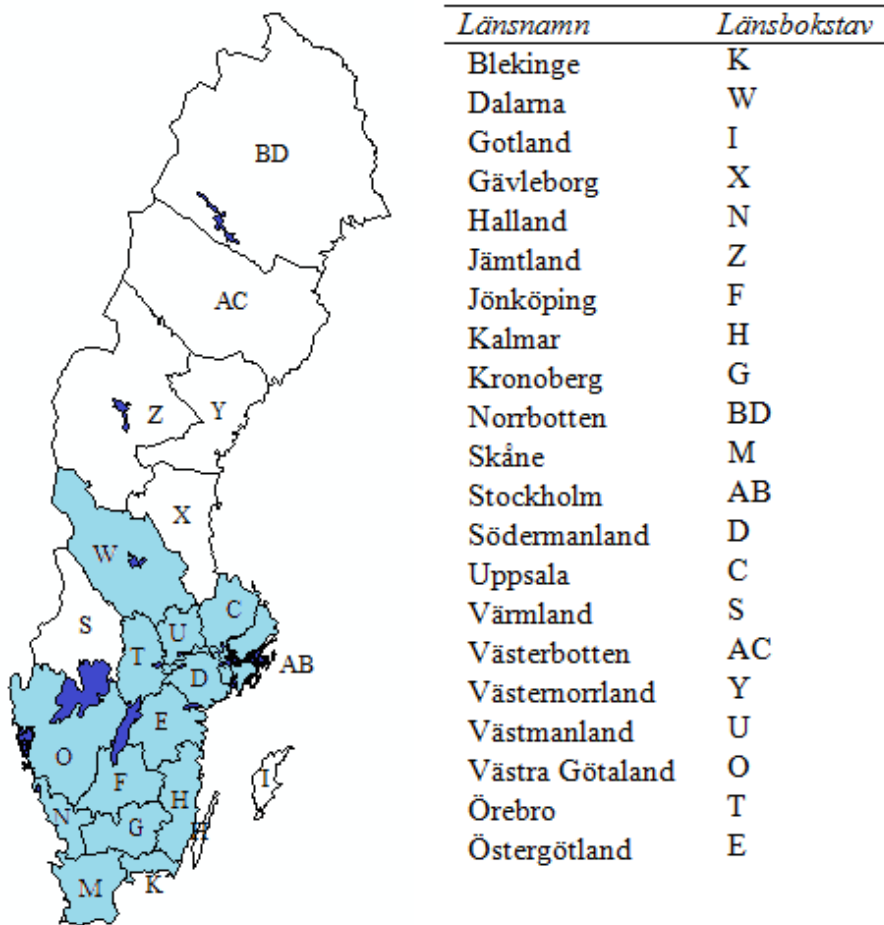 BD
AC
Z
Y
X
W
S
C
U
T
AB
D
E
O
F
I
H
N
G
H
M
K
Länsnamn Länsbokstav
Blekinge K
Dalarna W
Gotland I
Gävleborg X
Halland N
Jämtland Z
Jönköping F
Kalmar H
Kronoberg G
Norrbotten BD
Skåne M
Stockholm AB
Södermanland D
Uppsala C
Värmland S
Västerbotten AC
Västernorrland Y
Västmanland U
Västra Götaland O
Örebro T
Östergötland E